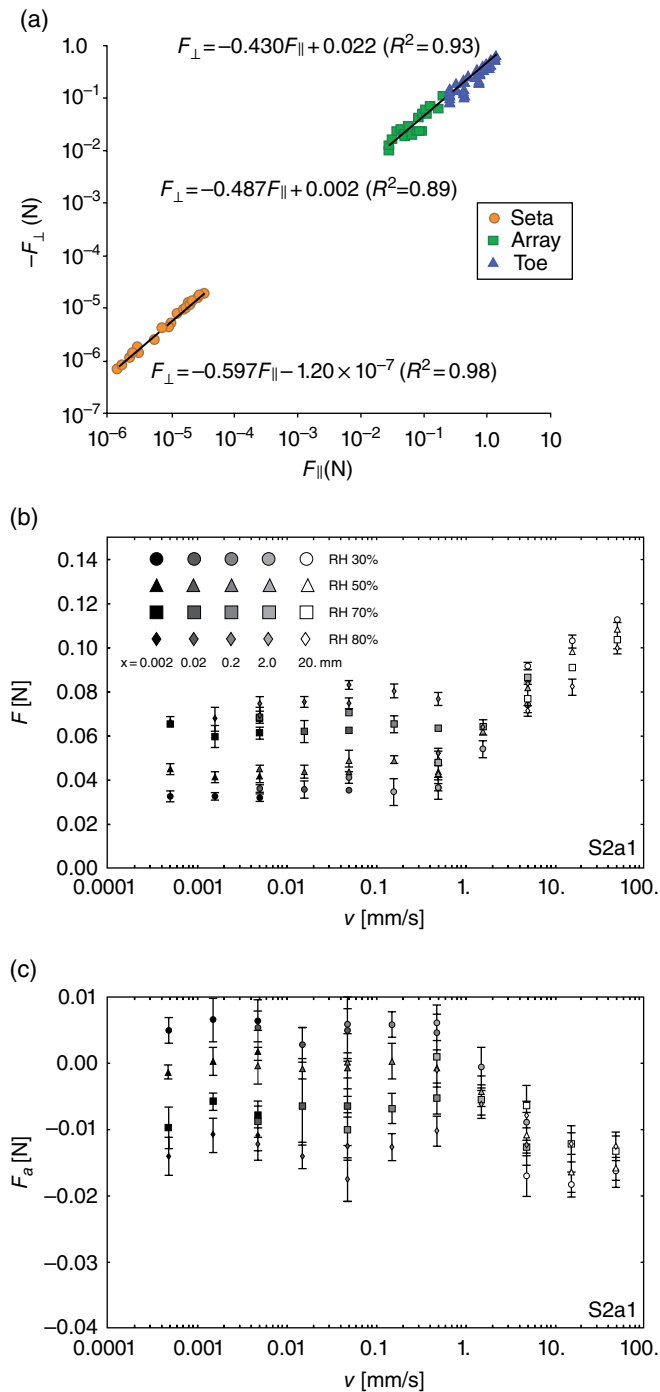 (a)
1.0
10⁻¹
10⁻²
10⁻³
10⁻⁴
10⁻⁵
10⁻⁶
10⁻⁷
–F⊥ (N)
F⊥=–0.430F||+0.022 (R²=0.93)
F⊥=–0.487F||+0.002 (R²=0.89)
F⊥=–0.597F||–1.20×10⁻⁷ (R²=0.98)
Seta
Array
Toe
10⁻⁶ 10⁻⁵ 10⁻⁴ 10⁻³ 10⁻² 10⁻¹ 1.0 10
F||(N)
(b)
0.14
0.12
0.10
0.08
0.06
0.04
0.02
0.00
F [N]
RH 30%
RH 50%
RH 70%
RH 80%
x=0.002 0.02 0.2 2.0 20. mm
S2a1
0.0001 0.001 0.01 0.1 1. 10. 100.
v [mm/s]
(c)
0.01
0.00
–0.01
–0.02
–0.03
–0.04
Fa [N]
S2a1
0.0001 0.001 0.01 0.1 1. 10. 100.
v [mm/s]